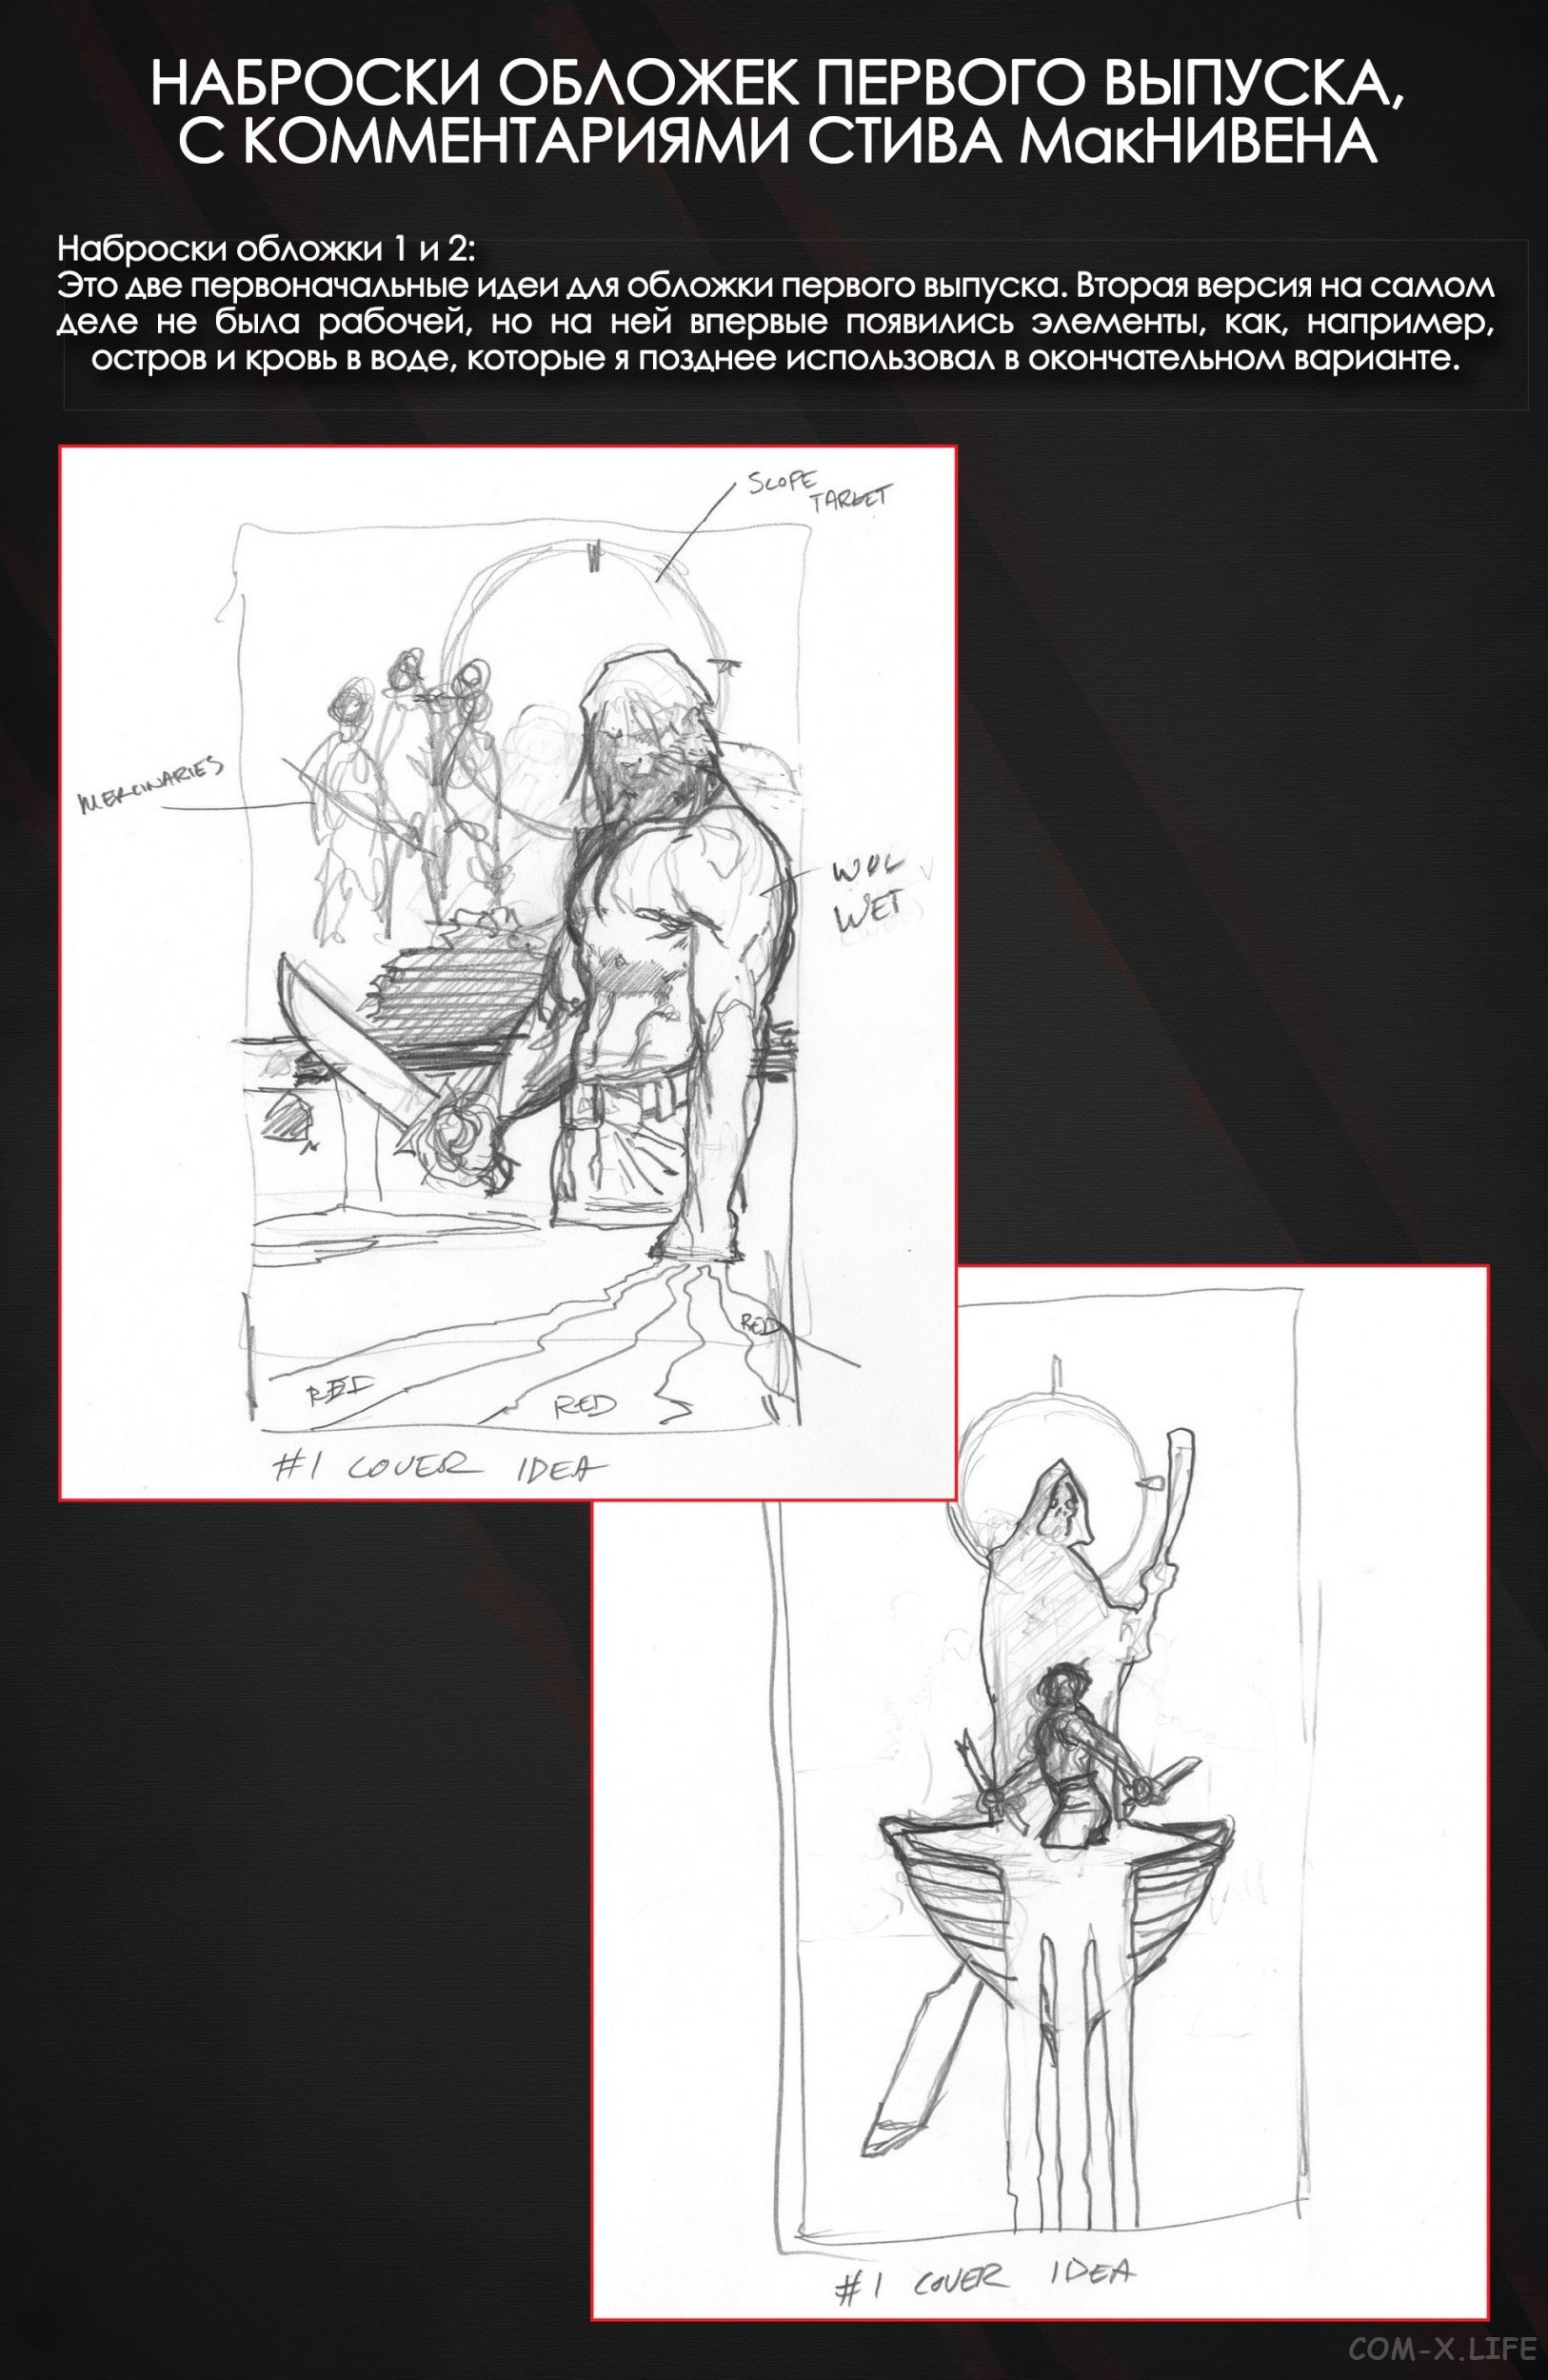 НАБРОСКИ ОБЛОЖЕК ПЕРВОГО ВЫПУСКА,
С КОММЕНТАРИЯМИ СТИВА МакНИВЕНА
Наброски обложки 1 и 2:
Это две первоначальные идеи для обложки первого выпуска. Вторая версия на самом
деле не была рабочей, но на ней впервые появились элементы, как, например,
остров и кровь в воде, которые я позднее использовал в окончательном варианте.
SCOPE
TARGET
MERCINARIES
WOL
WET
RED
RED
RED
#1 COVER IDEA
#1 COVER IDEA
COM-X.LIFE